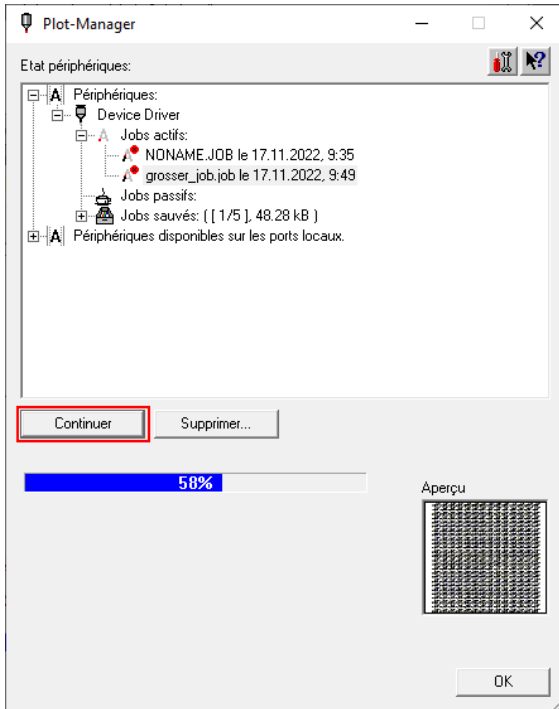 Plot-Manager
Etat périphériques:
Périphériques:
Device Driver
Jobs actifs:
NONAME.JOB le 17.11.2022, 9:35
grosser_job.job le 17.11.2022, 9:49
Jobs passifs:
Jobs sauvés: ( [ 1/5 ], 48.28 kB )
Périphériques disponibles sur les ports locaux.
Continuer
Supprimer...
58%
Aperçu
OK